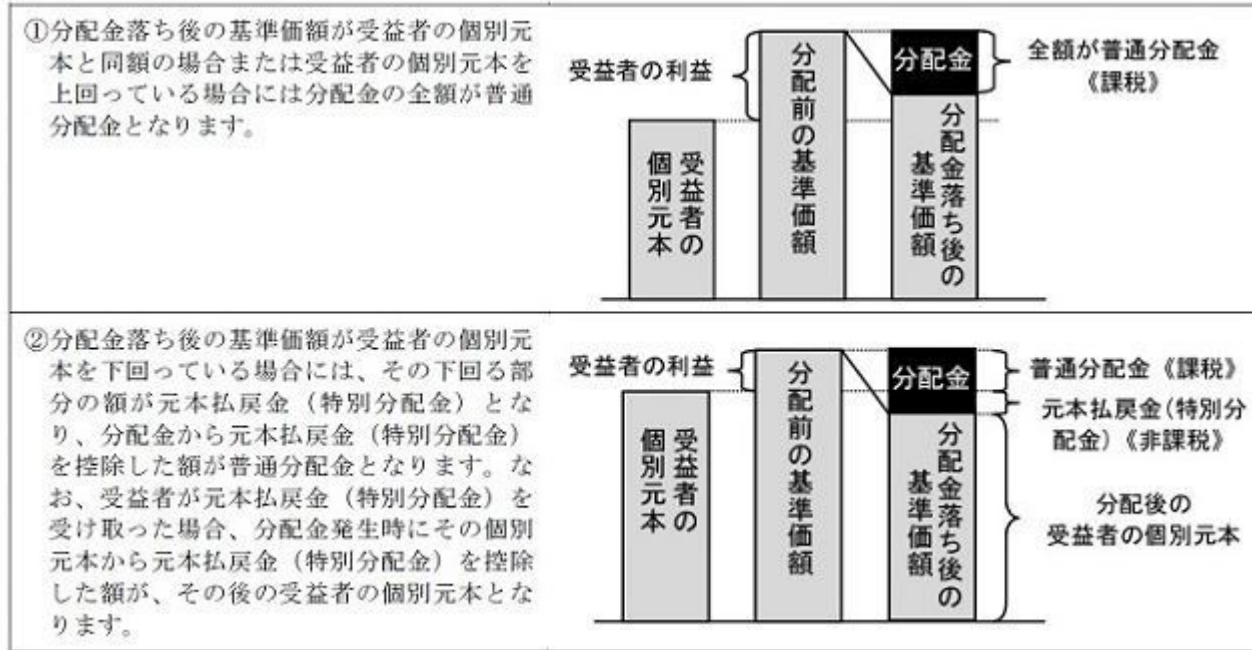 ①分配金落ち後の基準価額が受益者の個別元
本と同額の場合または受益者の個別元本を
上回っている場合には分配金の全額が普通
分配金となります。
受益者の利益
受益者の
個別元本
分配前の基準価額
分配金
分配金落ち後の
基準価額
全額が普通分配金
《課税》
②分配金落ち後の基準価額が受益者の個別元
本を下回っている場合には、その下回る部
分の額が元本払戻金（特別分配金）とな
り、分配金から元本払戻金（特別分配金）
を控除した額が普通分配金となります。な
お、受益者が元本払戻金（特別分配金）を
受け取った場合、分配金発生時にその個別
元本から元本払戻金（特別分配金）を控除
した額が、その後の受益者の個別元本とな
ります。
受益者の利益
受益者の
個別元本
分配前の基準価額
分配金
分配金落ち後の
基準価額
普通分配金《課税》
元本払戻金(特別分
配金)《非課税》
分配後の
受益者の個別元本